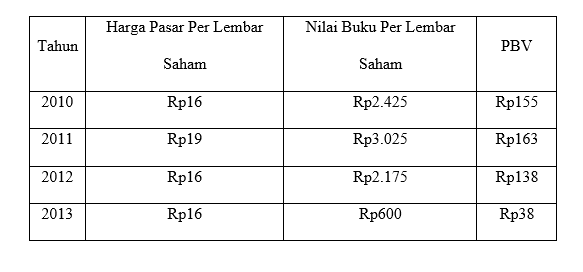 Tahun Harga Pasar Per Lembar Saham Nilai Buku Per Lembar Saham PBV
2010 Rp16 Rp2.425 Rp155
2011 Rp19 Rp3.025 Rp163
2012 Rp16 Rp2.175 Rp138
2013 Rp16 Rp600 Rp38